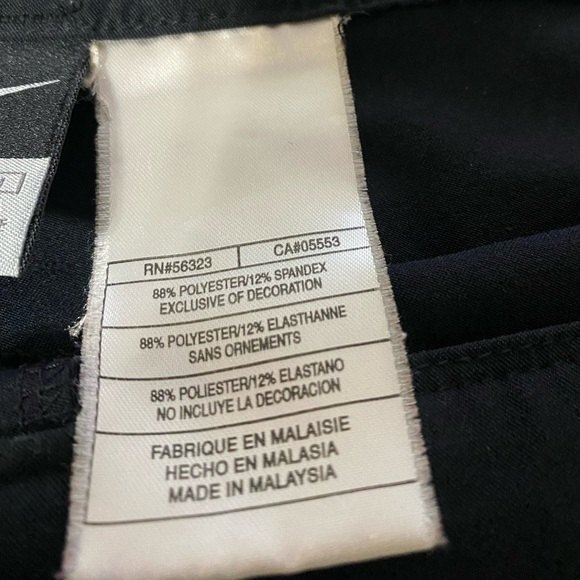 RN#56323 CA#05553
88% POLYESTER/12% SPANDEX
EXCLUSIVE OF DECORATION
88% POLYESTER/12% ELASTHANNE
SANS ORNEMENTS
88% POLIESTER/12% ELASTANO
NO INCLUYE LA DECORACION
FABRIQUE EN MALAISIE
HECHO EN MALASIA
MADE IN MALAYSIA